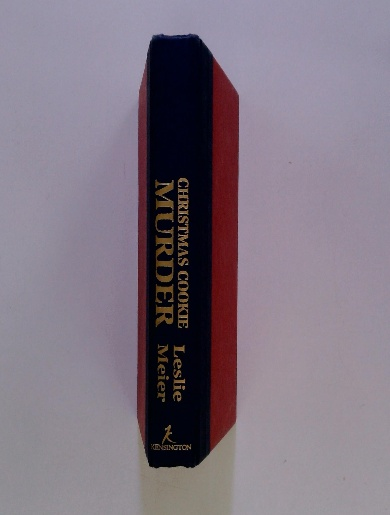 CHRISTMAS COOKIE
MURDER
Leslie
Meier
KENSINGTON